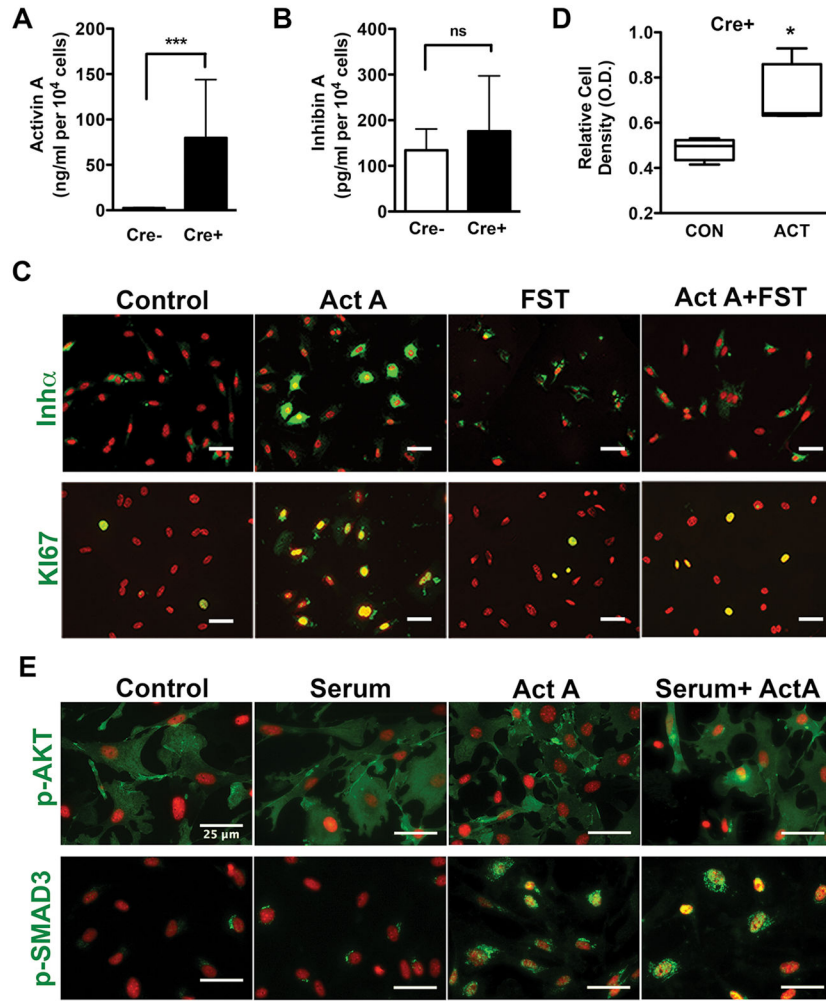 A
Activin A
(ng/ml per 10⁴ cells)
200
150
100
50
0
***
Cre- Cre+
B
Inhibin A
(pg/ml per 10⁴ cells)
400
300
200
100
0
ns
Cre- Cre+
D
Cre+
Relative Cell
Density (O.D.)
1.0
0.8
0.6
0.4
0.2
*
CON ACT
C
Control Act A FST Act A+FST
Inhα
KI67
E
Control Serum Act A Serum+ ActA
p-AKT
25 µm
p-SMAD3